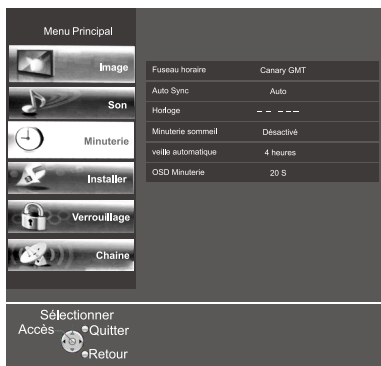 Menu Principal
Image
Son
Minuterie
Installer
Verrouillage
Chaine
Fuseau horaire Canary GMT
Auto Sync Auto
Horloge -- ---
Minuterie sommeil Désactivé
veille automatique 4 heures
OSD Minuterie 20 S
Sélectionner
Accès Quitter
Retour